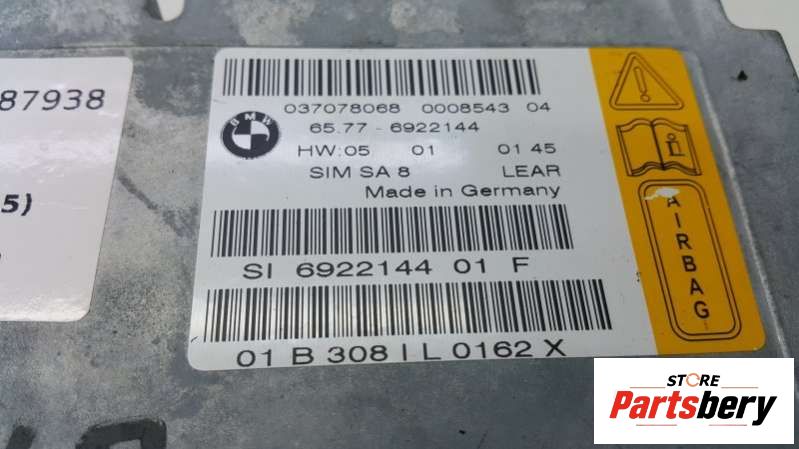 87938
5)
037078068 0008543 04
BMW
65.77 - 6922144
HW:05 01 01 45
SIM SA 8 LEAR
Made in Germany
SI 6922144 01 F
01 B 308 I L 0162 X
AIRBAG
STORE
Partsbery